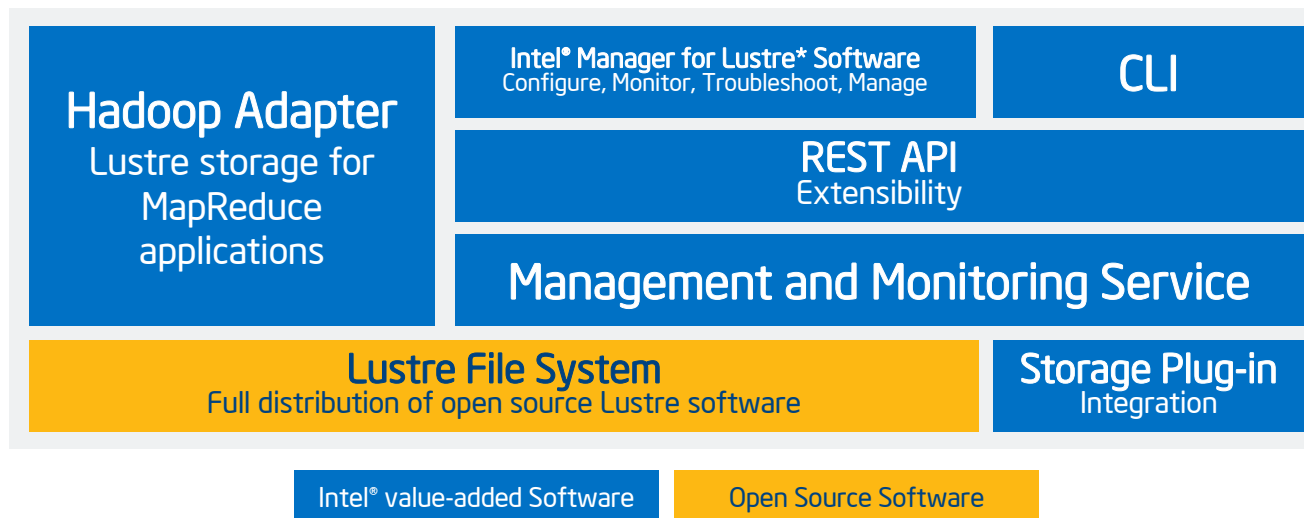 Hadoop Adapter
Lustre storage for
MapReduce
applications
Intel® Manager for Lustre* Software
Configure, Monitor, Troubleshoot, Manage
CLI
REST API
Extensibility
Management and Monitoring Service
Lustre File System
Full distribution of open source Lustre software
Storage Plug-in
Integration
Intel® value-added Software
Open Source Software